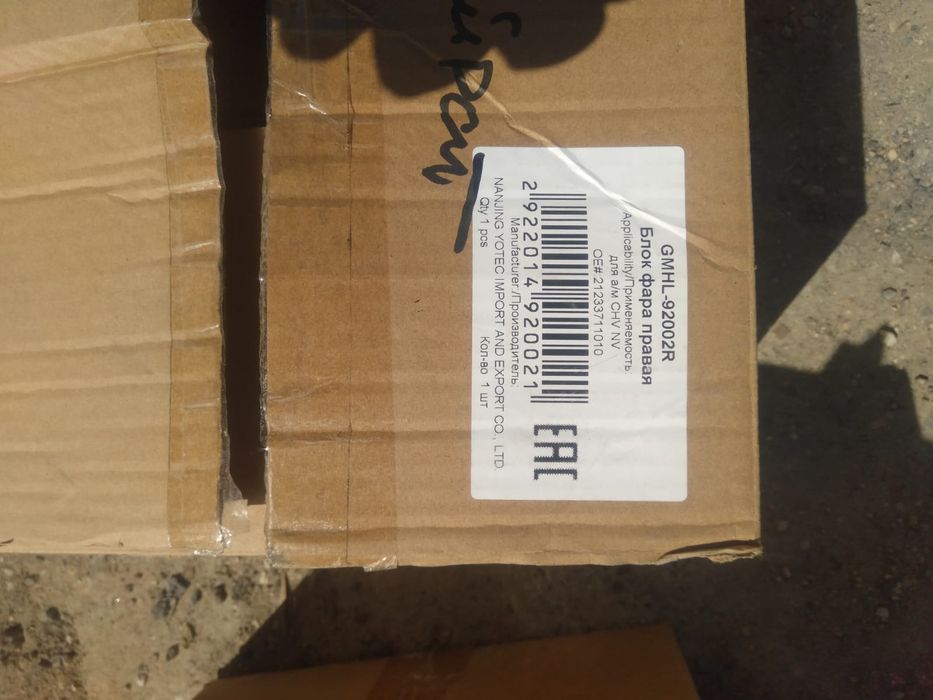 GMHL-92002R
Блок фара правая
Applicability/Применяемость:
для а/м CHV NV
OE# 21233711010
2 922014 920021
EAC
Manufacturer:/Производитель:
NANJING YOTEC IMPORT AND EXPORT CO., LTD.
Qty 1 pcs Кол-во 1 шт